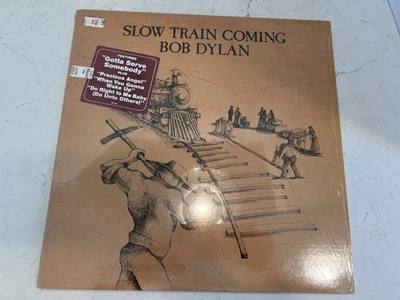 SLOW TRAIN COMING
BOB DYLAN
FEATURING
"Gotta Serve
Somebody"
PLUS
"Precious Angel"
"When You Gonna
Wake Up"
"Do Right to Me Baby
(Do Unto Others)"